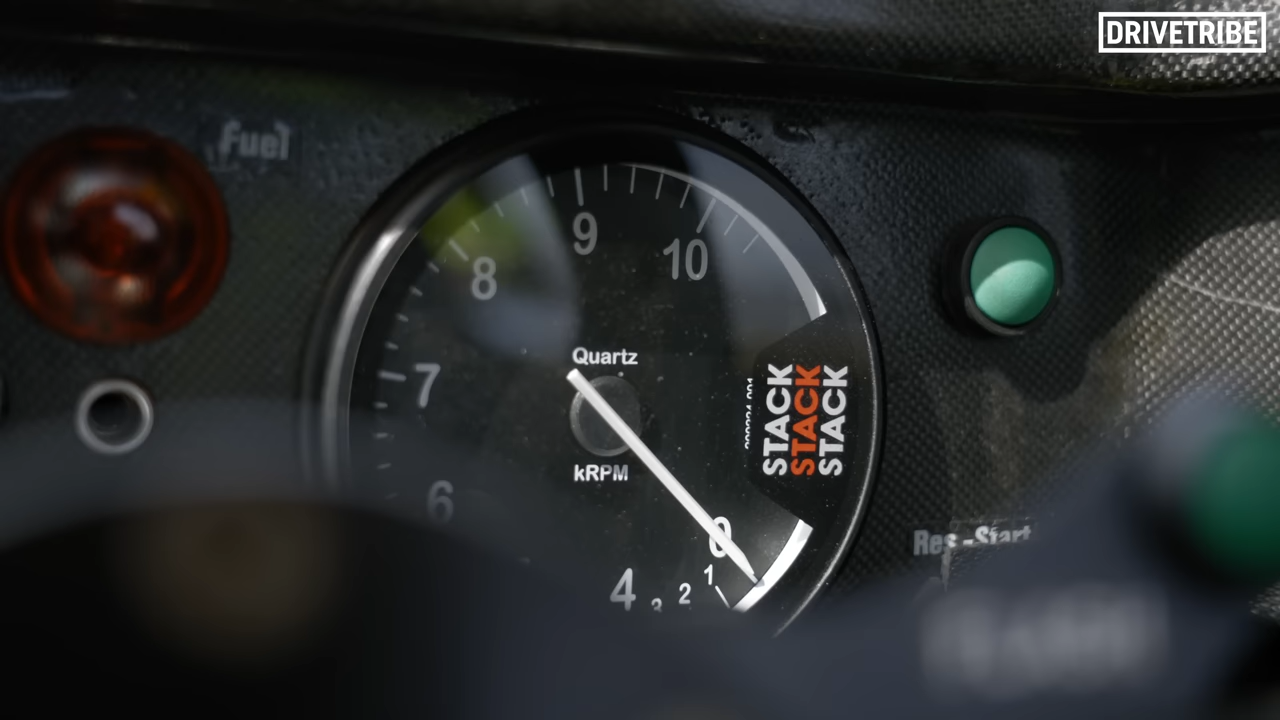 DRIVETRIBE
Fuel
9
10
8
Quartz
7
STACK
STACK
STACK
kRPM
6
0
Res-Start
1
2
3
4